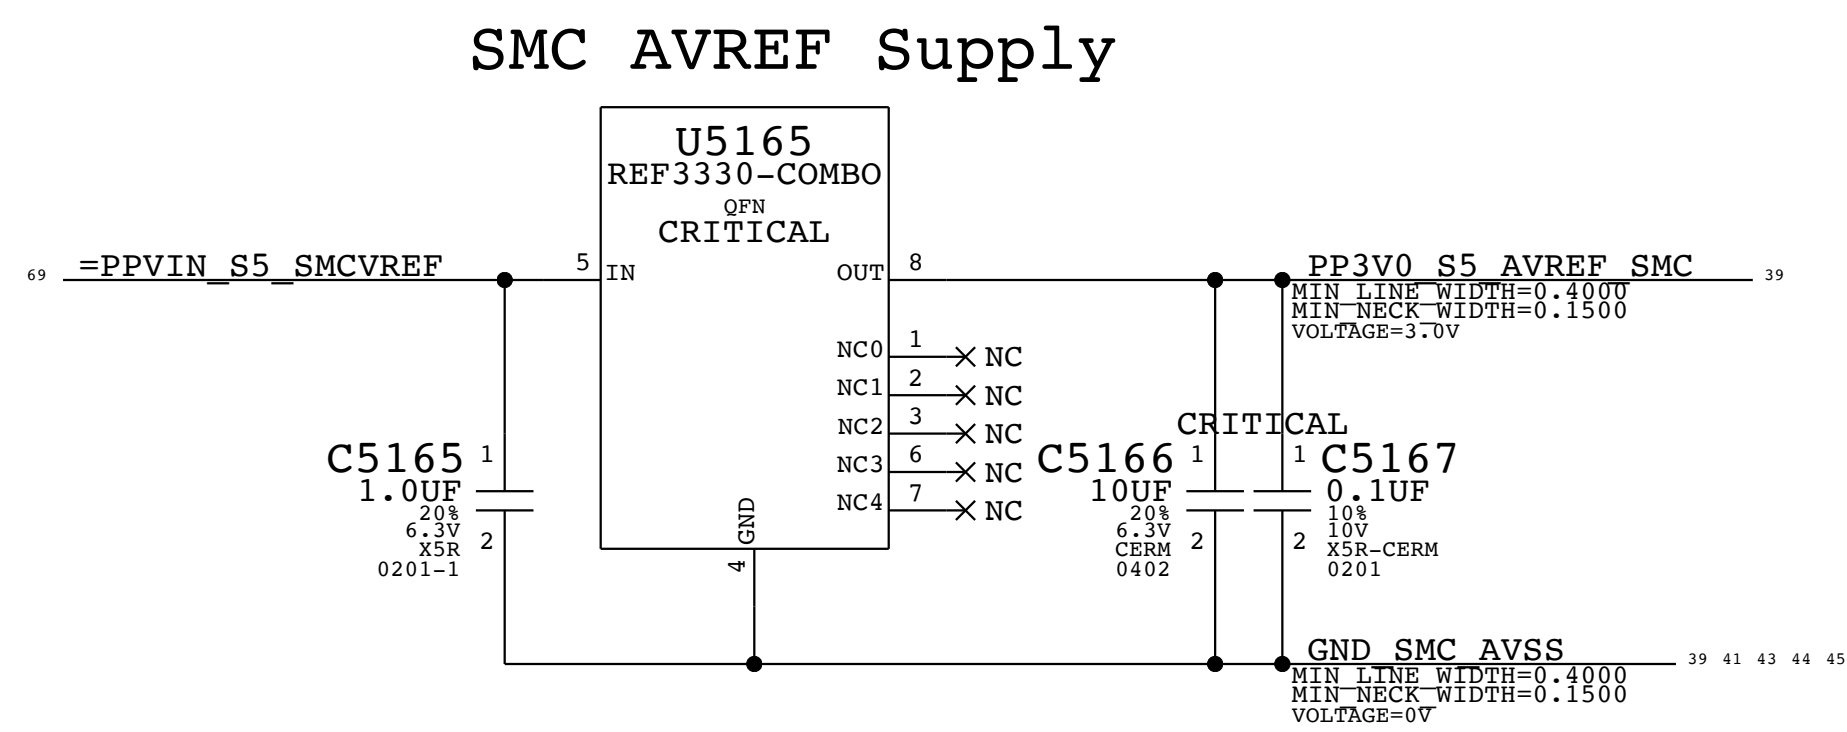 SMC AVREF Supply
U5165
REF3330-COMBO
QFN
CRITICAL
69 =PPVIN_S5_SMCVREF 5 IN OUT 8 PP3V0_S5_AVREF_SMC 39
MIN_LINE_WIDTH=0.4000
MIN_NECK_WIDTH=0.1500
VOLTAGE=3.0V
NC0 1 NC
NC1 2 NC
NC2 3 NC
NC3 6 NC
NC4 7 NC
GND
4
C5165 1
1.0UF
20%
6.3V
X5R 2
0201-1
CRITICAL
C5166 1
10UF
20%
6.3V
CERM 2
0402
1 C5167
0.1UF
10%
10V
2 X5R-CERM
0201
GND_SMC_AVSS 39 41 43 44 45
MIN_LINE_WIDTH=0.4000
MIN_NECK_WIDTH=0.1500
VOLTAGE=0V